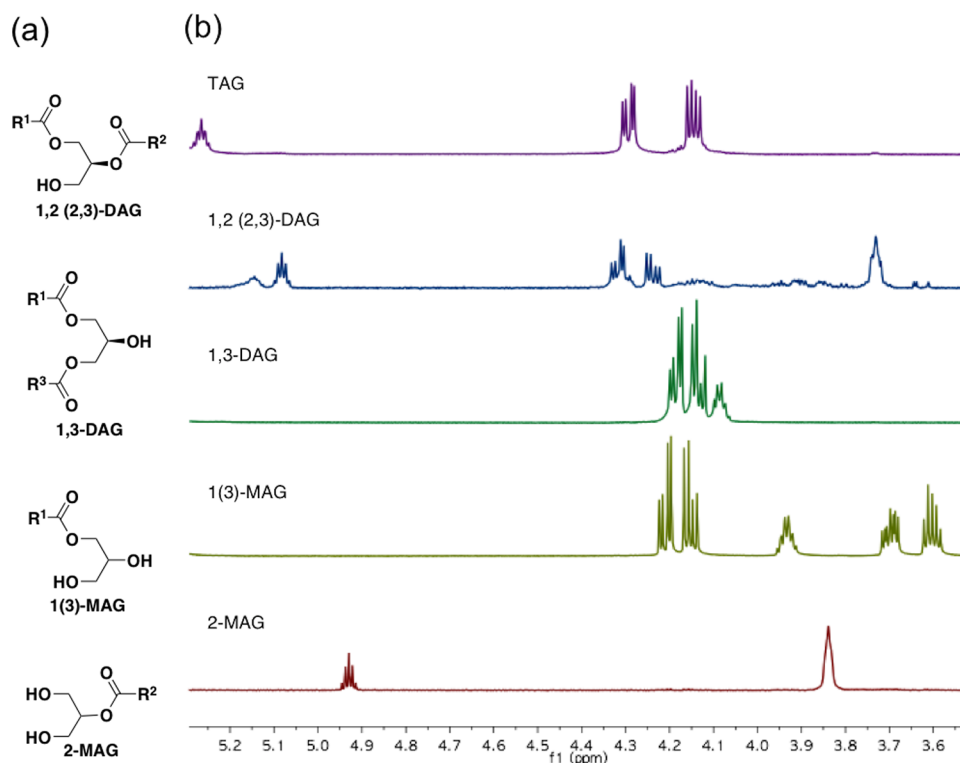 (a)
(b)
R¹
O
O
O
O
R²
HO
1,2 (2,3)-DAG
O
R¹
O
OH
O
R³
O
1,3-DAG
O
R¹
O
OH
HO
1(3)-MAG
HO
O
R²
O
HO
2-MAG
TAG
1,2 (2,3)-DAG
1,3-DAG
1(3)-MAG
2-MAG
5.2 5.1 5.0 4.9 4.8 4.7 4.6 4.5 4.4 4.3 4.2 4.1 4.0 3.9 3.8 3.7 3.6
f1 (ppm)